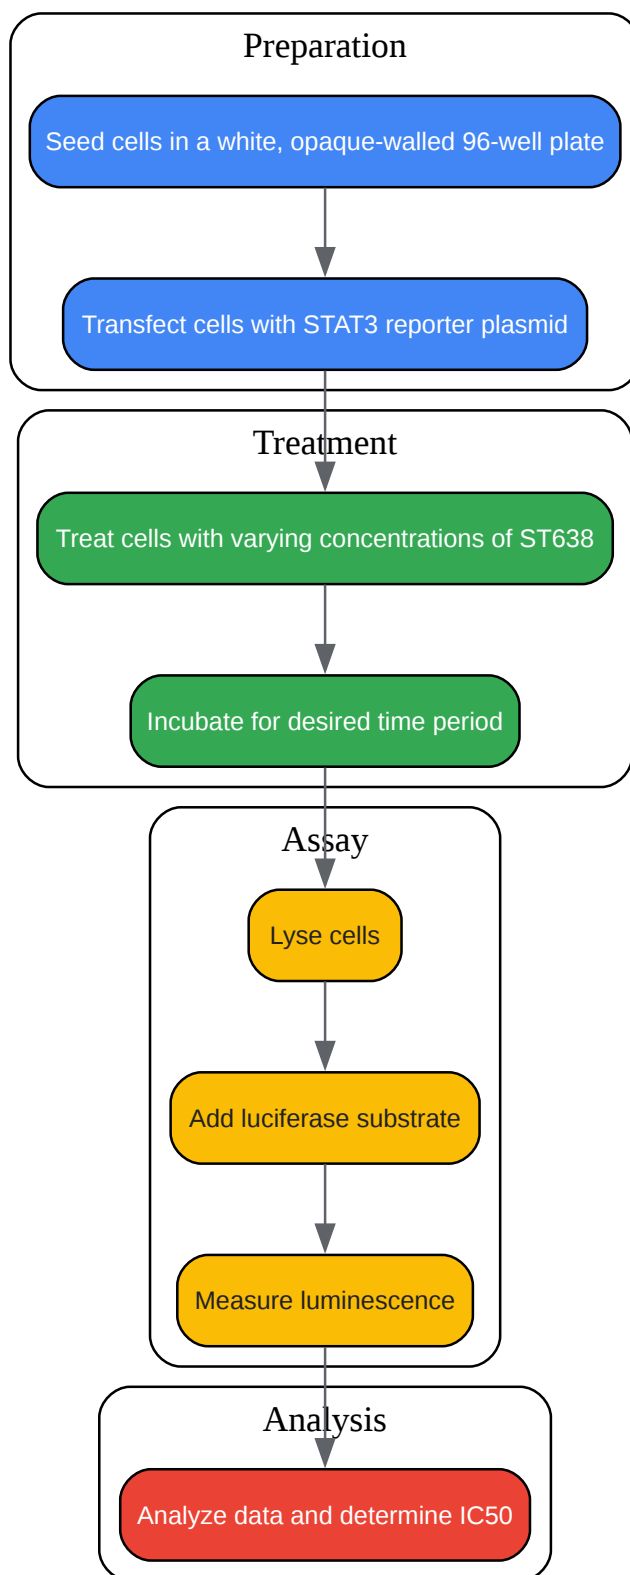 Preparation
Seed cells in a white, opaque-walled 96-well plate
Transfect cells with STAT3 reporter plasmid
Treatment
Treat cells with varying concentrations of ST638
Incubate for desired time period
Assay
Lyse cells
Add luciferase substrate
Measure luminescence
Analysis
Analyze data and determine IC50